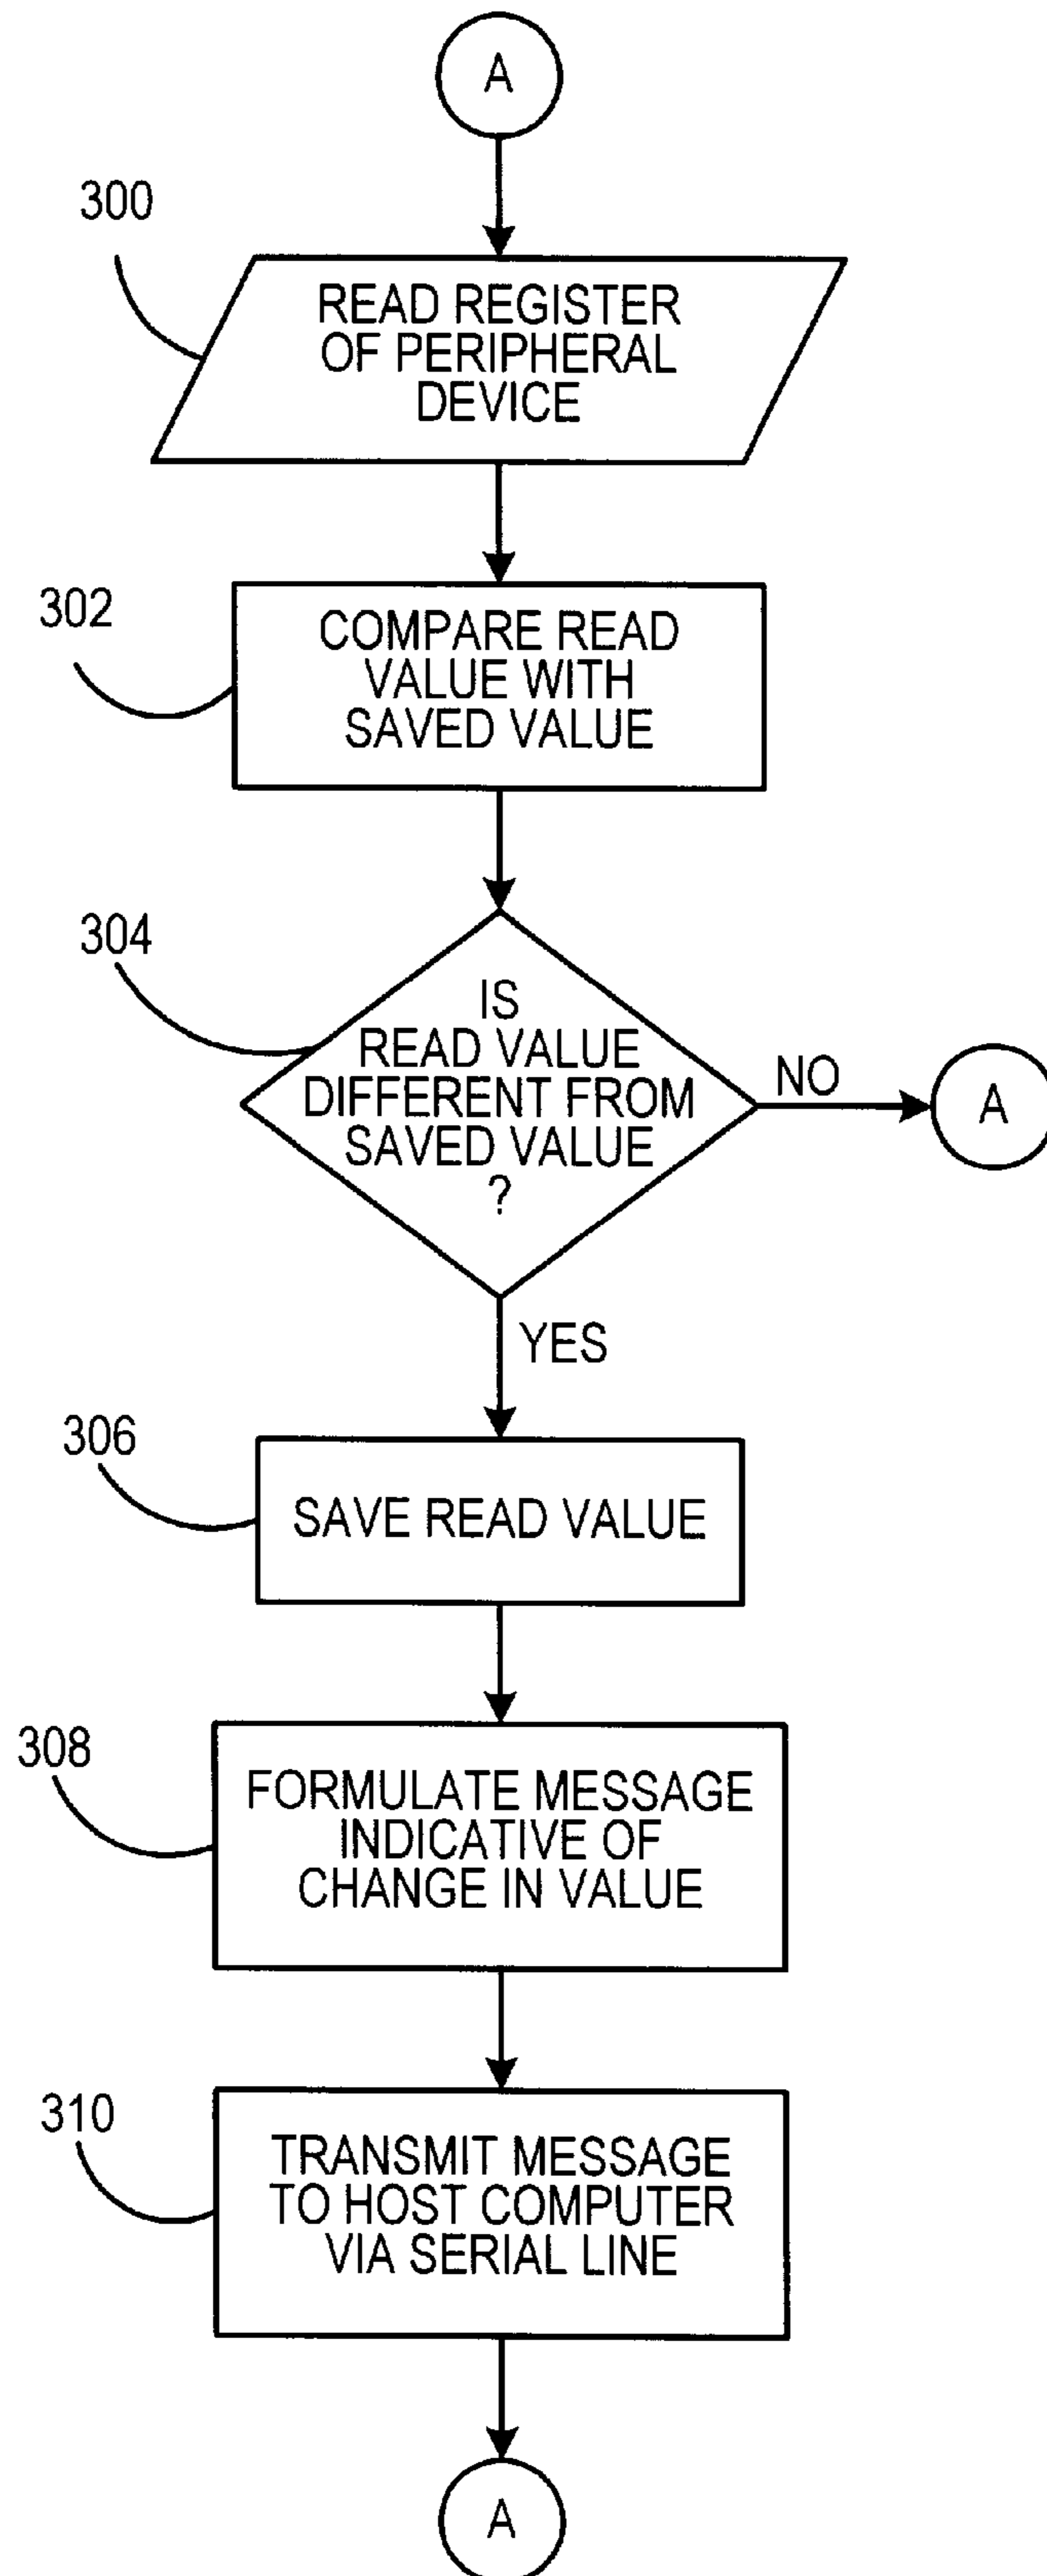 A
300
READ REGISTER
OF PERIPHERAL
DEVICE
302
COMPARE READ
VALUE WITH
SAVED VALUE
304
IS
READ VALUE
DIFFERENT FROM
SAVED VALUE
?
NO
A
YES
306
SAVE READ VALUE
308
FORMULATE MESSAGE
INDICATIVE OF
CHANGE IN VALUE
310
TRANSMIT MESSAGE
TO HOST COMPUTER
VIA SERIAL LINE
A